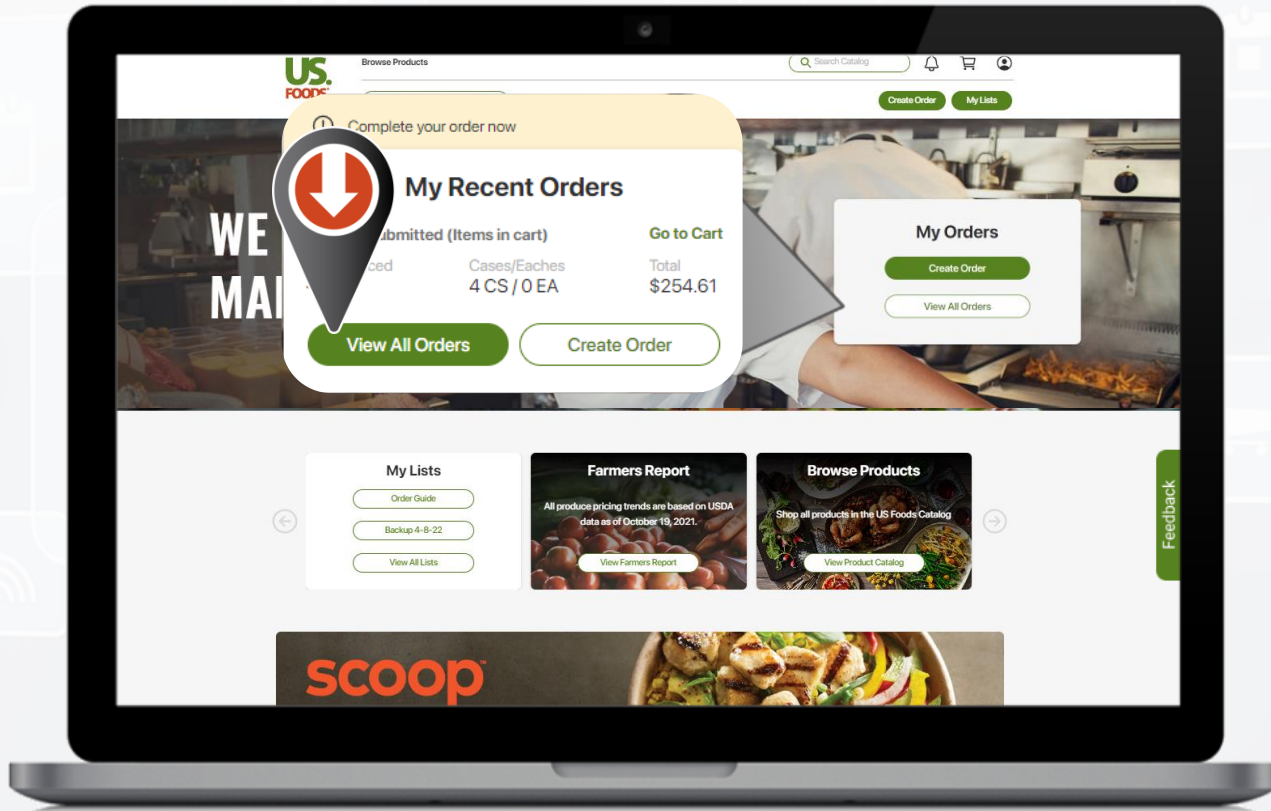 US.
FOODS
Browse Products
Search Catalog
Create Order
My Lists
Complete your order now
My Recent Orders
(Items in cart)
Go to Cart
Cases/Eaches
Total
4 CS / 0 EA
$254.61
View All Orders
Create Order
WE
My Orders
Create Order
View All Orders
My Lists
Order Guide
Backup 4-8-22
View All Lists
Farmers Report
All produce pricing trends are based on USDA
data as of October 19, 2021.
View Farmers Report
Browse Products
Shop all products in the US Foods Catalog
View Product Catalog
Feedback
scoop™